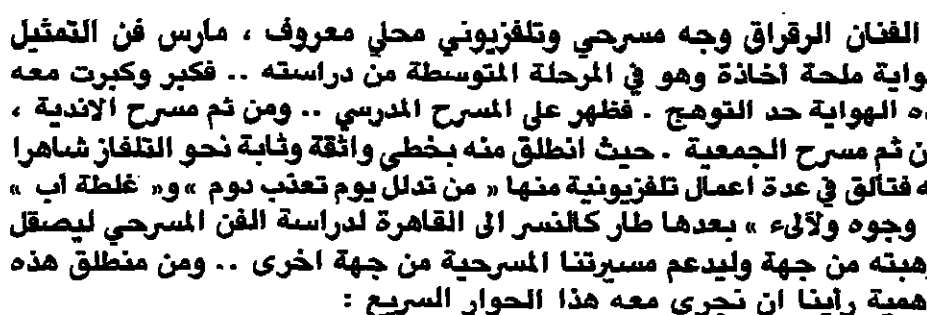 الفنان الرقراق وجه مسرحي وتلفزيوني محلي معروف ، مارس فن التمثيل
واية ملحة أخاذة وهو في المرحلة المتوسطة من دراسته .. فكبر وكبرت معه
ه الهواية حد التوهج . فظهر على المسرح المدرسي .. ومن ثم مسرح الاندية ،
ن ثم مسرح الجمعية . حيث انطلق منه بخطى واثقة وثابة نحو التلفاز شاهرا
ه فتألق في عدة اعمال تلفزيونية منها « من تدلل يوم تعذب دوم » و« غلطة أب »
وجوه ولآلىء » بعدها طار كالنسر الى القاهرة لدراسة الفن المسرحي ليصقل
هبته من جهة وليدعم مسيرتنا المسرحية من جهة اخرى .. ومن منطلق هذه
همية رأينا ان نجري معه هذا الحوار السريع :